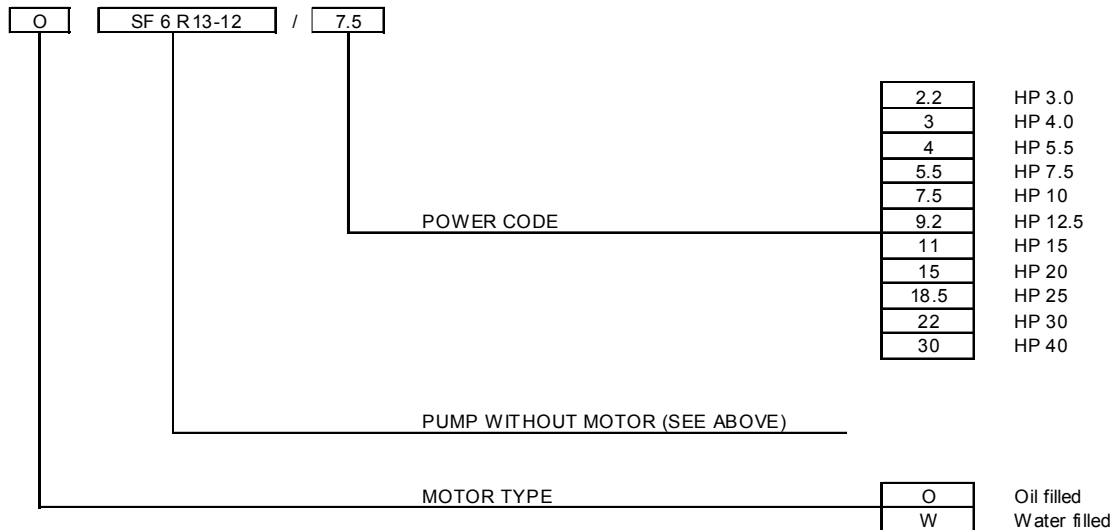 O SF 6 R13-12 / 7.5
2.2 HP 3.0
3 HP 4.0
4 HP 5.5
5.5 HP 7.5
7.5 HP 10
POWER CODE 9.2 HP 12.5
11 HP 15
15 HP 20
18.5 HP 25
22 HP 30
30 HP 40
PUMP WITHOUT MOTOR (SEE ABOVE)
MOTOR TYPE O Oil filled
W Water filled